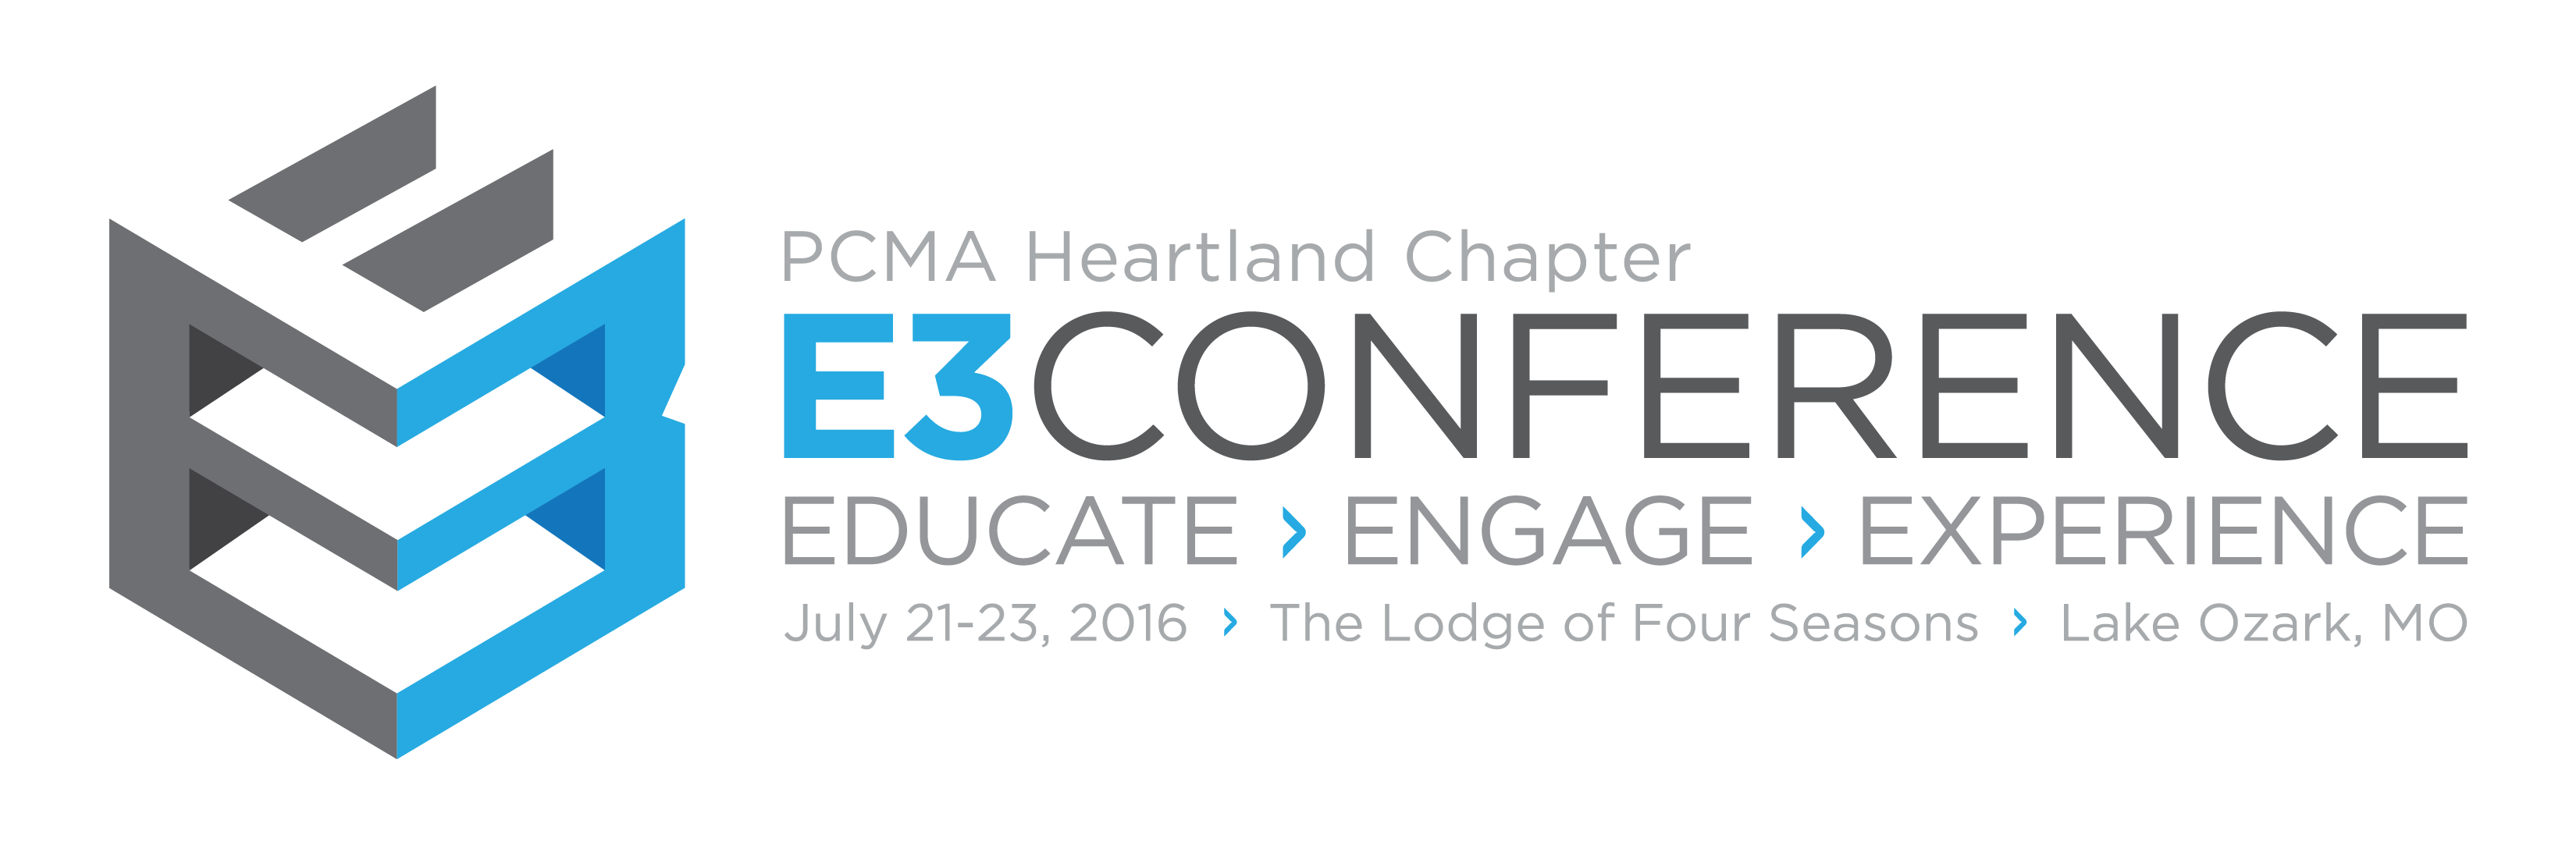 PCMA Heartland Chapter
E3CONFERENCE
EDUCATE › ENGAGE › EXPERIENCE
July 21-23, 2016 › The Lodge of Four Seasons › Lake Ozark, MO